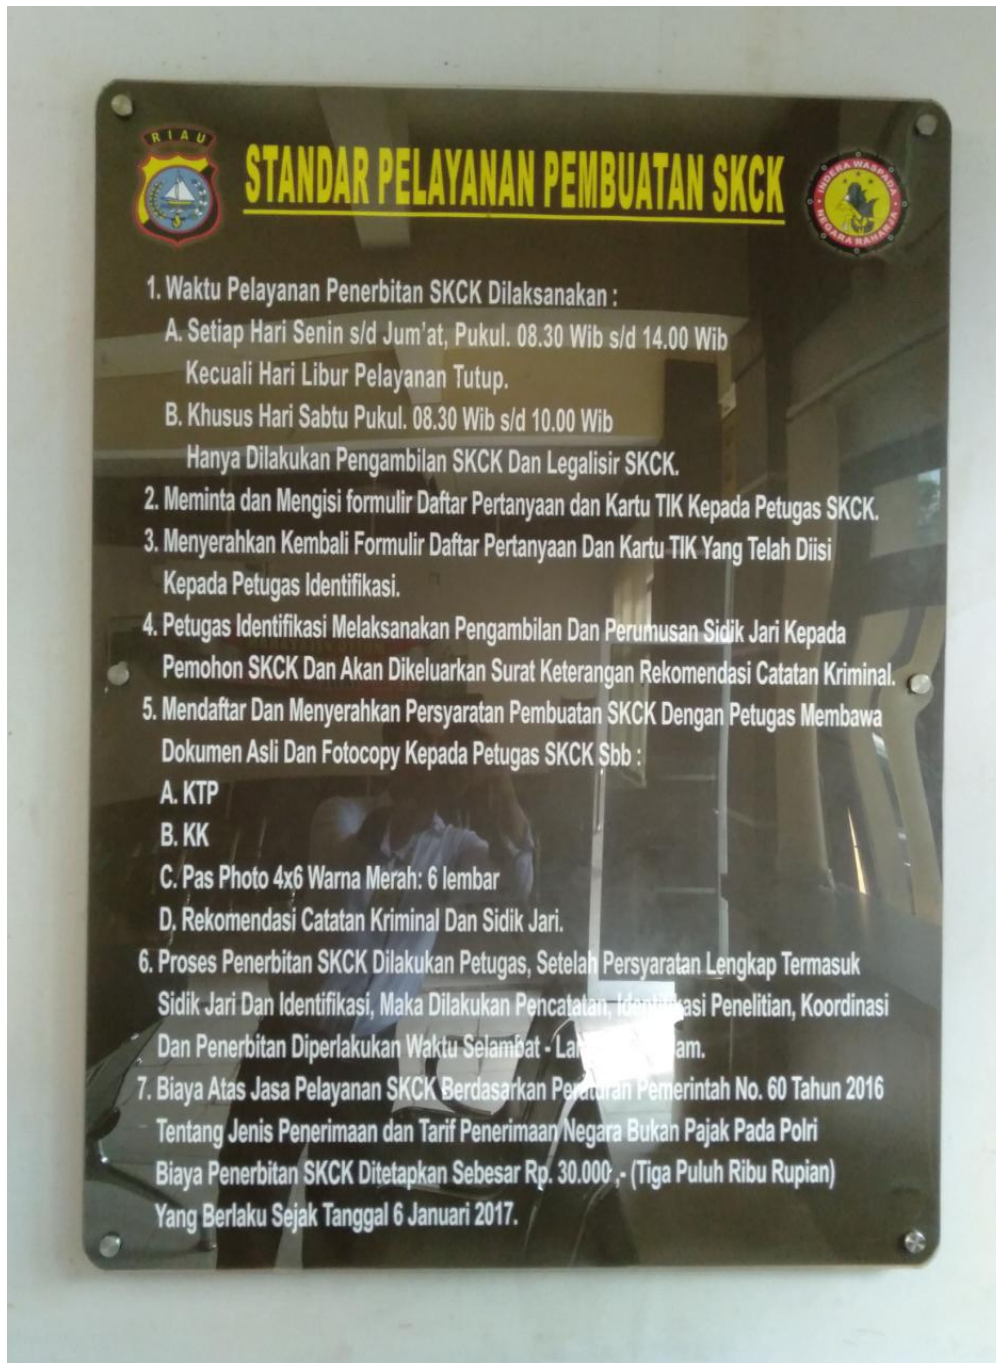 RIAU
STANDAR PELAYANAN PEMBUATAN SKCK
INDERA WASPADA
NEGARA RAHARJA
1. Waktu Pelayanan Penerbitan SKCK Dilaksanakan :
A. Setiap Hari Senin s/d Jum'at, Pukul. 08.30 Wib s/d 14.00 Wib
Kecuali Hari Libur Pelayanan Tutup.
B. Khusus Hari Sabtu Pukul. 08.30 Wib s/d 10.00 Wib
Hanya Dilakukan Pengambilan SKCK Dan Legalisir SKCK.
2. Meminta dan Mengisi formulir Daftar Pertanyaan dan Kartu TIK Kepada Petugas SKCK.
3. Menyerahkan Kembali Formulir Daftar Pertanyaan Dan Kartu TIK Yang Telah Diisi
Kepada Petugas Identifikasi.
4. Petugas Identifikasi Melaksanakan Pengambilan Dan Perumusan Sidik Jari Kepada
Pemohon SKCK Dan Akan Dikeluarkan Surat Keterangan Rekomendasi Catatan Kriminal.
5. Mendaftar Dan Menyerahkan Persyaratan Pembuatan SKCK Dengan Petugas Membawa
Dokumen Asli Dan Fotocopy Kepada Petugas SKCK Sbb :
A. KTP
B. KK
C. Pas Photo 4x6 Warna Merah: 6 lembar
D. Rekomendasi Catatan Kriminal Dan Sidik Jari.
6. Proses Penerbitan SKCK Dilakukan Petugas, Setelah Persyaratan Lengkap Termasuk
Sidik Jari Dan Identifikasi, Maka Dilakukan Pencatatan, Identifikasi Penelitian, Koordinasi
Dan Penerbitan Diperlakukan Waktu Selambat -
7. Biaya Atas Jasa Pelayanan SKCK Berdasarkan Peraturan Pemerintah No. 60 Tahun 2016
Tentang Jenis Penerimaan dan Tarif Penerimaan Negara Bukan Pajak Pada Polri
Biaya Penerbitan SKCK Ditetapkan Sebesar Rp. 30.000 ,- (Tiga Puluh Ribu Rupian)
Yang Berlaku Sejak Tanggal 6 Januari 2017.